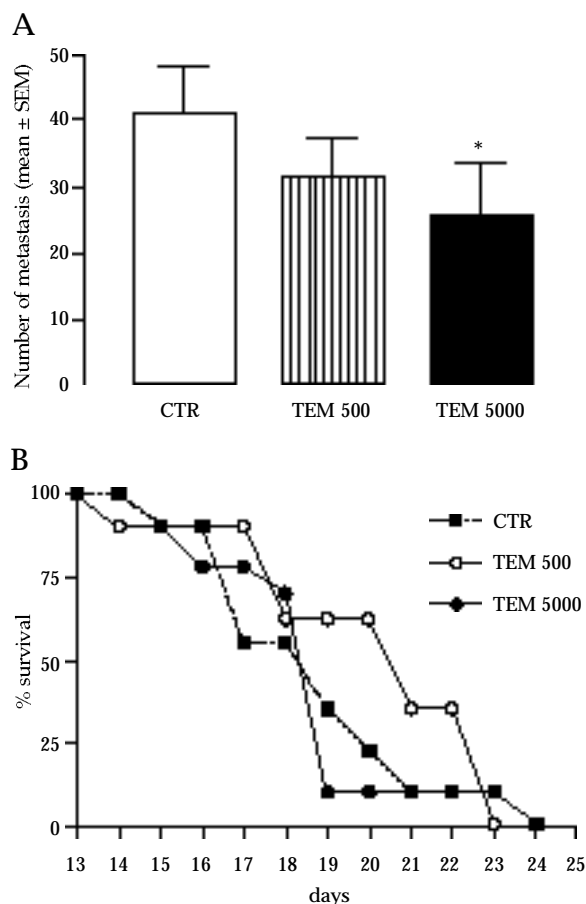 A
Number of metastasis (mean ± SEM)
50
40
30
20
10
0
*
CTR
TEM 500
TEM 5000
B
% survival
100
75
50
25
0
CTR
TEM 500
TEM 5000
13 14 15 16 17 18 19 20 21 22 23 24 25
days